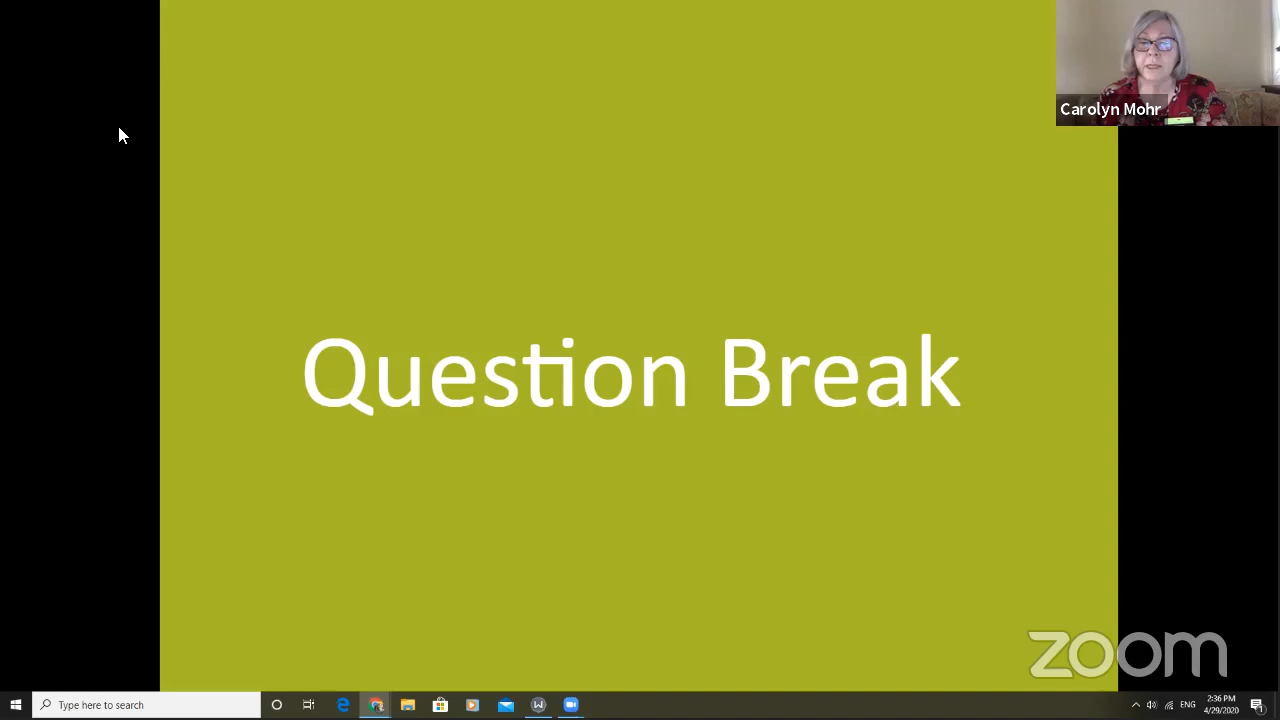 Carolyn Mohr
Question Break
zoom
Type here to search
ENG
2:36 PM
4/29/2020